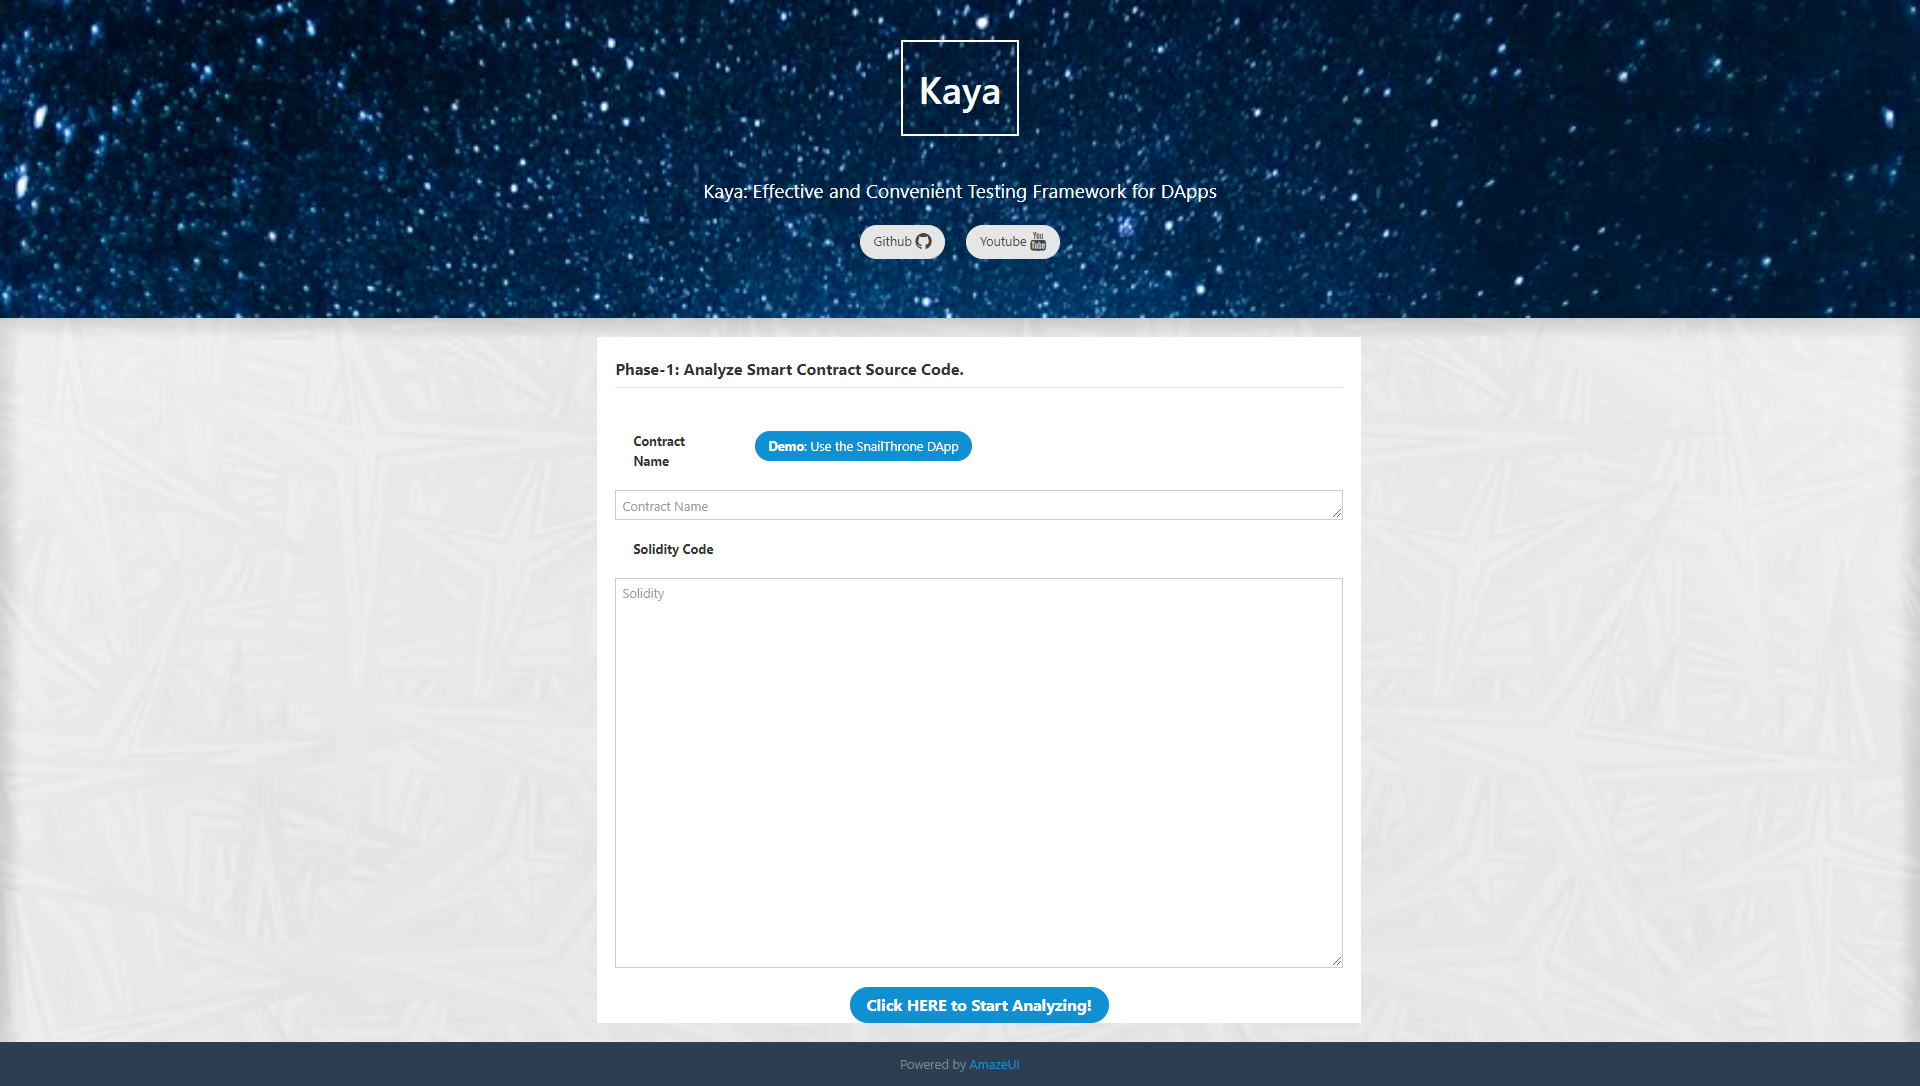 Kaya
Kaya: Effective and Convenient Testing Framework for DApps
Github
Youtube You Tube
Phase-1: Analyze Smart Contract Source Code.
Contract
Name
Demo: Use the SnailThrone DApp
Contract Name
Solidity Code
Solidity
Click HERE to Start Analyzing!
Powered by AmazeUI